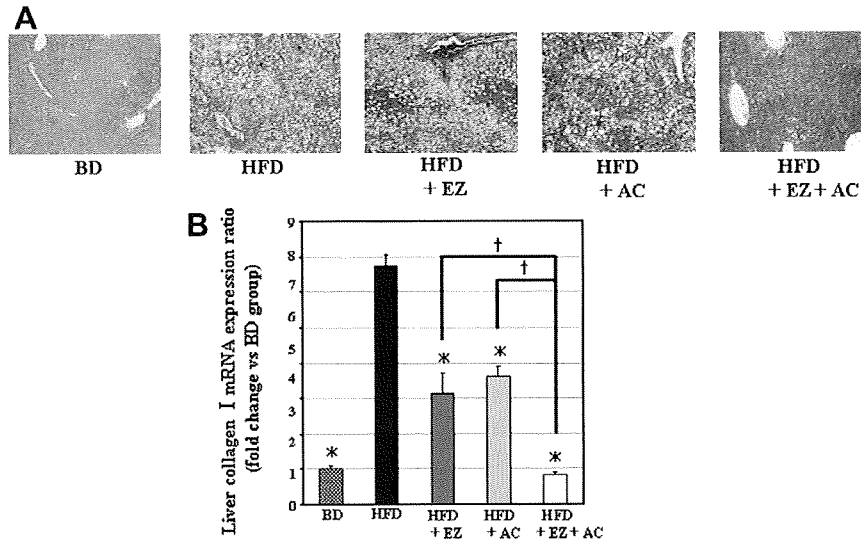 A
BD
HFD
HFD
+ EZ
HFD
+ AC
HFD
+ EZ + AC
B
Liver collagen I mRNA expression ratio
(fold change vs BD group)
9
8
7
6
5
4
3
2
1
0
†
†
*
*
*
*
BD
HFD
HFD
+ EZ
HFD
+ AC
HFD
+ EZ + AC